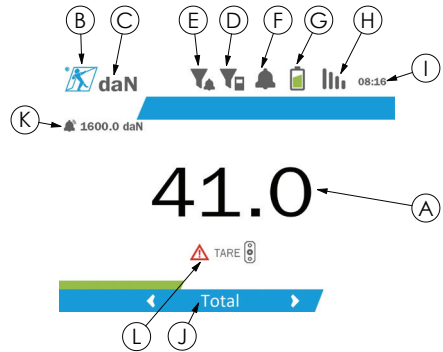 B C E D F G H I
daN 08:16
K 1600.0 daN
41.0 A
TARE
Total
L J